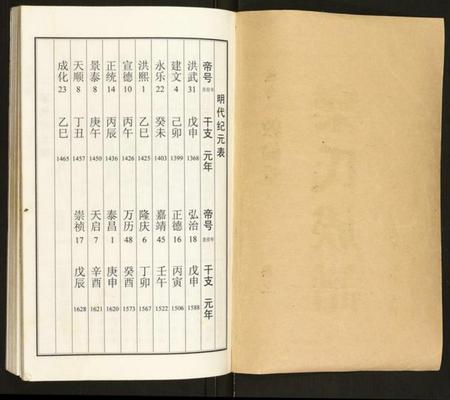 明代纪元表
帝号 干支 元年
洪武 31 戊申 1368
建文 4 己卯 1399
永乐 22 癸未 1403
洪熙 1 乙巳 1425
宣德 10 丙午 1426
正统 14 丙辰 1436
景泰 8 庚午 1450
天顺 8 丁丑 1457
成化 23 乙巳 1465
帝号 干支 元年
弘治 18 戊申 1588
正德 16 丙寅 1506
嘉靖 45 壬午 1522
隆庆 6 丁卯 1567
万历 48 癸酉 1573
泰昌 1 庚申 1620
天启 7 辛酉 1621
崇祯 17 戊辰 1628